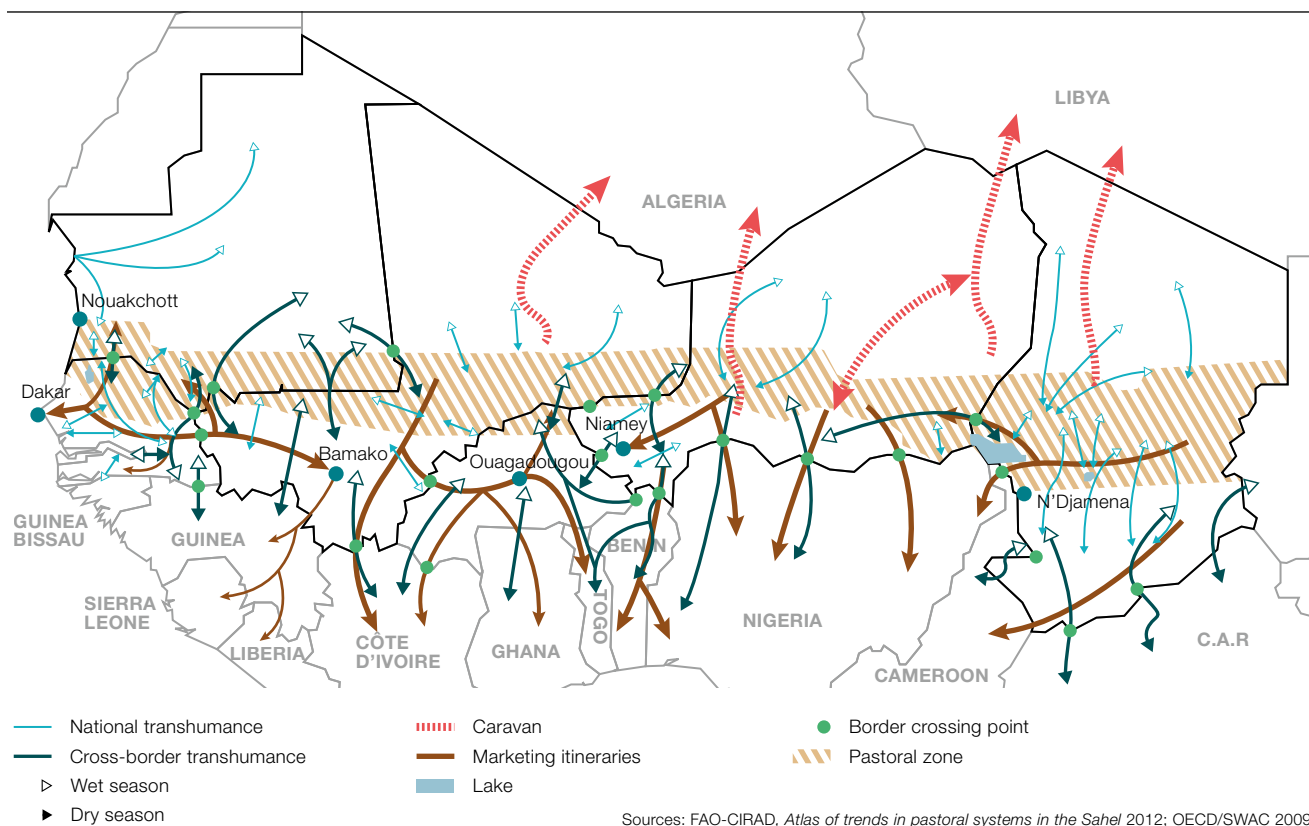 LIBYA
ALGERIA
Nouakchott
Dakar
Niamey
Bamako
Ouagadougou
N'Djamena
GUINEA
BISSAU
GUINEA
BENIN
SIERRA
LEONE
TOGO
NIGERIA
LIBERIA
CÔTE
D'IVOIRE
GHANA
C.A.R
CAMEROON
National transhumance
Cross-border transhumance
Wet season
Dry season
Caravan
Marketing itineraries
Lake
Border crossing point
Pastoral zone
Sources: FAO-CIRAD, Atlas of trends in pastoral systems in the Sahel 2012; OECD/SWAC 2009